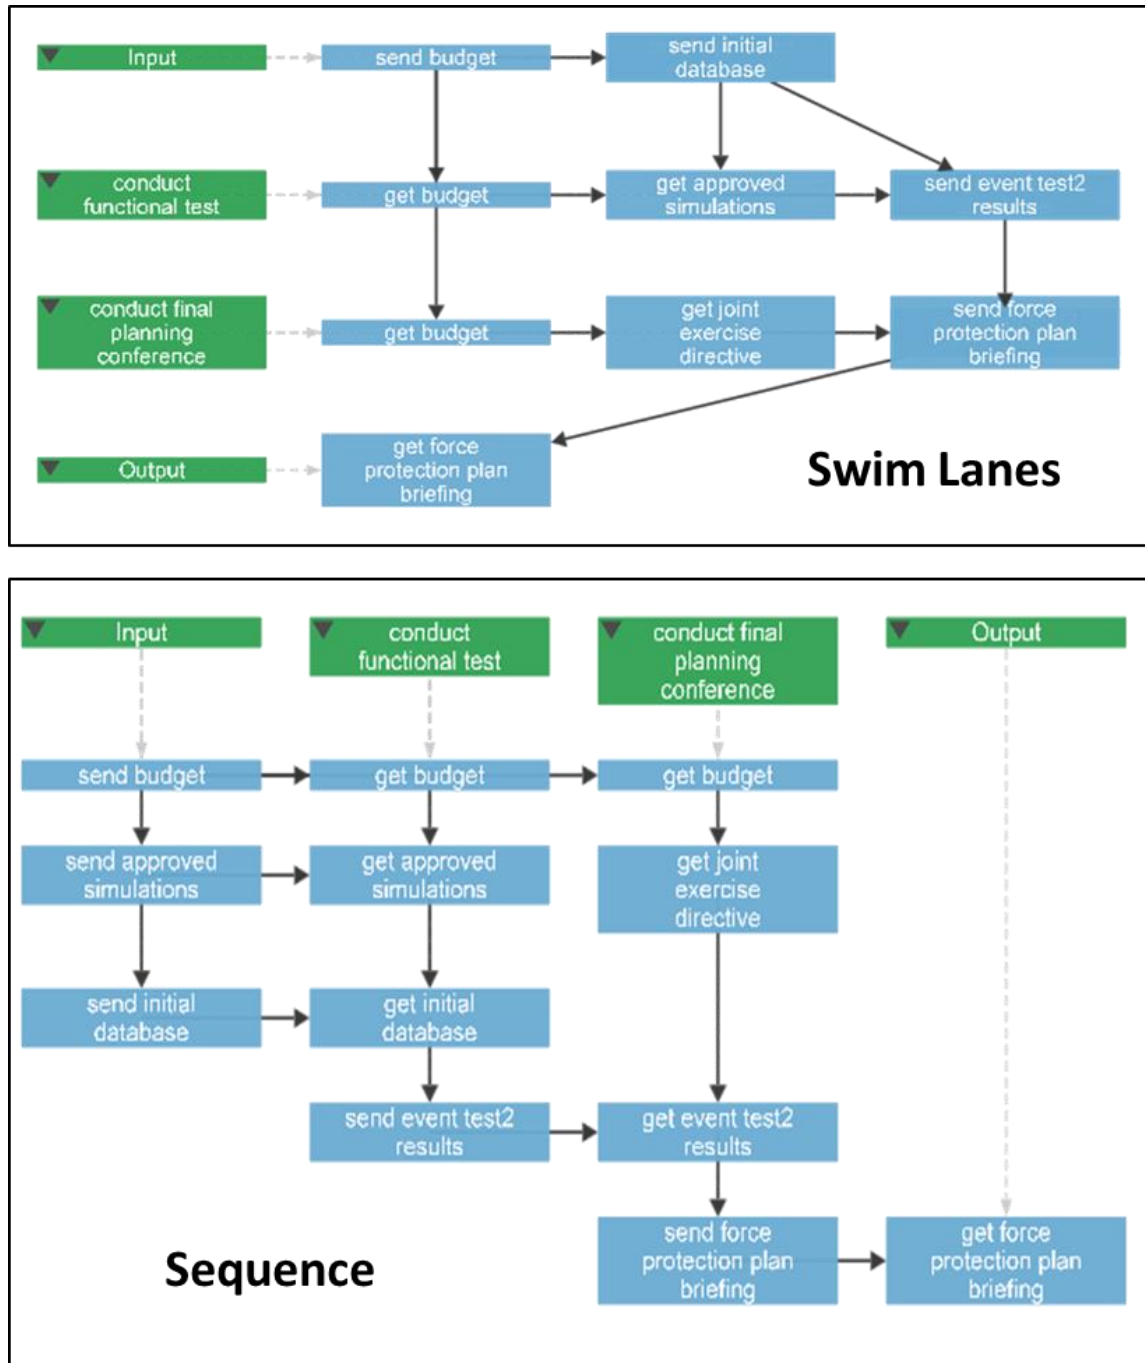 Input
send budget
send initial
database
conduct
functional test
get budget
get approved
simulations
send event test2
results
conduct final
planning
conference
get budget
get joint
exercise
directive
send force
protection plan
briefing
Output
get force
protection plan
briefing
Swim Lanes
Input
conduct
functional test
conduct final
planning
conference
Output
send budget
get budget
get budget
send approved
simulations
get approved
simulations
get joint
exercise
directive
send initial
database
get initial
database
send event test2
results
get event test2
results
send force
protection plan
briefing
get force
protection plan
briefing
Sequence